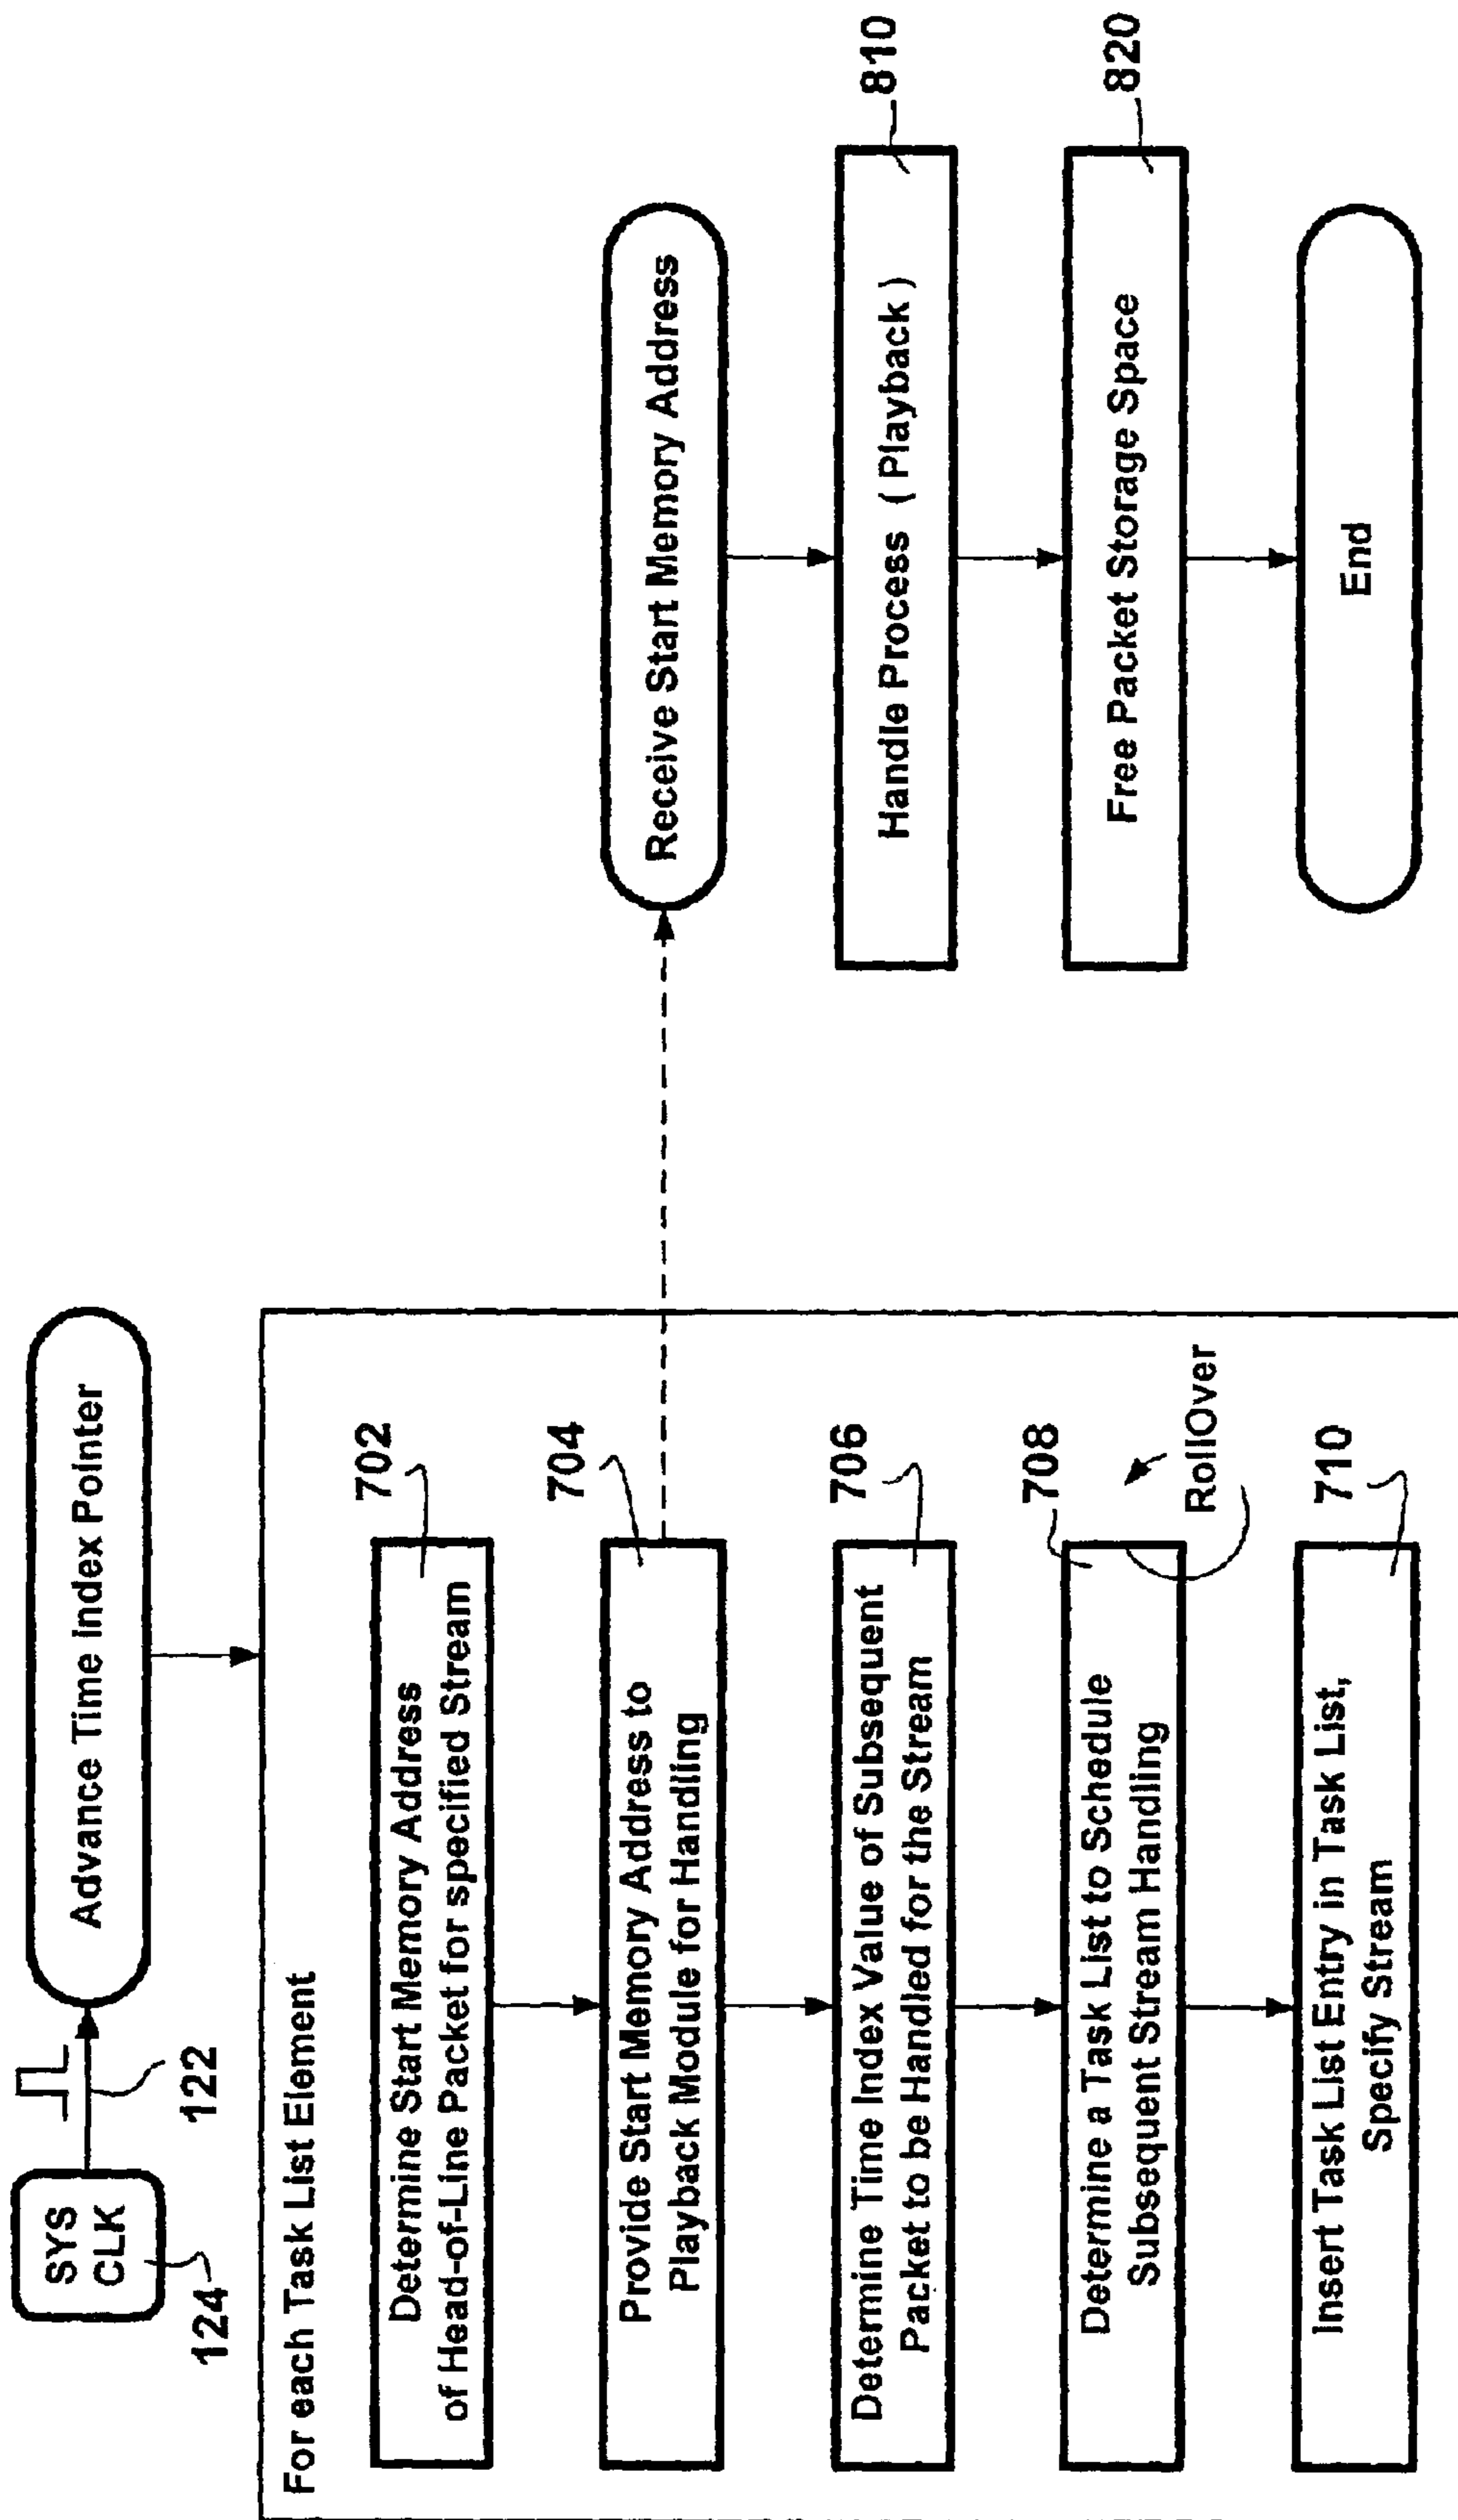 SYS
CLK
124
122
Advance Time Index Pointer
For each Task List Element
702
Determine Start Memory Address
of Head-of-Line Packet for specified Stream
704
Provide Start Memory Address to
Playback Module for Handling
706
Determine Time Index Value of Subsequent
Packet to be Handled for the Stream
708
Determine a Task List to Schedule
Subsequent Stream Handling
RollOver
710
Insert Task List Entry in Task List,
Specify Stream
Receive Start Memory Address
810
Handle Process (Playback)
820
Free Packet Storage Space
End